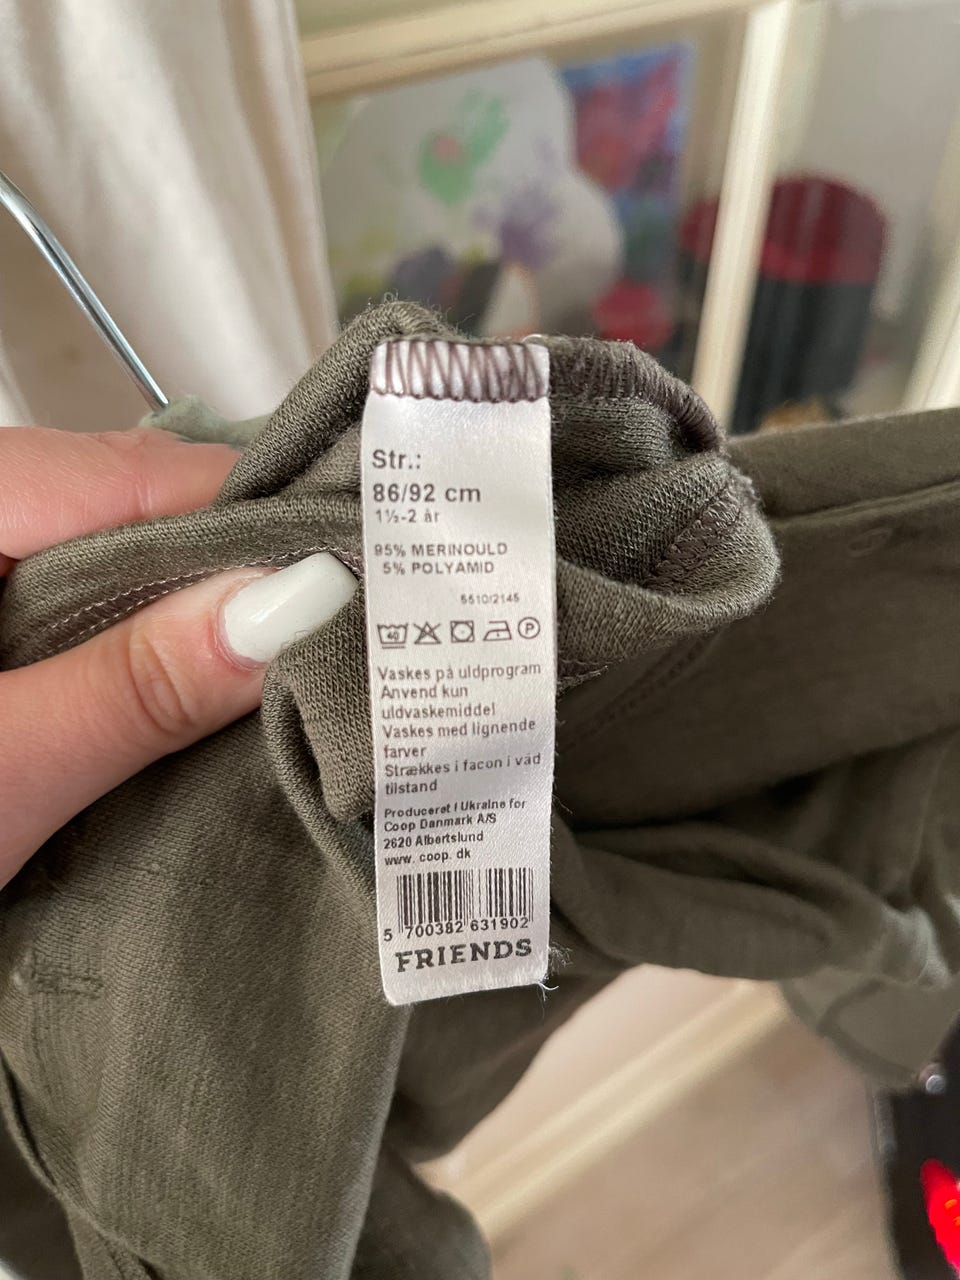 Str.:
86/92 cm
1½-2 år
95% MERINOULD
5% POLYAMID
5510/2145
40
P
Vaskes på uldprogram
Anvend kun
uldvaskemiddel
Vaskes med lignende
farver
Strækkes i facon i våd
tilstand
Produceret i Ukraine for
Coop Danmark A/S
2620 Albertslund
www. coop. dk
5 700382 631902
FRIENDS